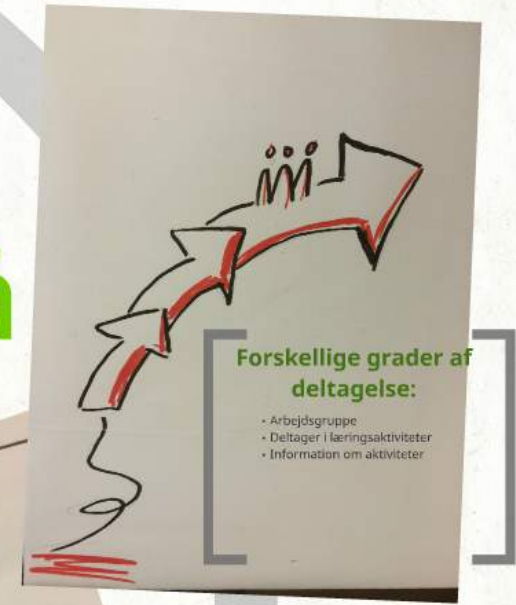 Forskellige grader af
deltagelse:
• Arbejdsgruppe
• Deltager i læringsaktiviteter
• Information om aktiviteter